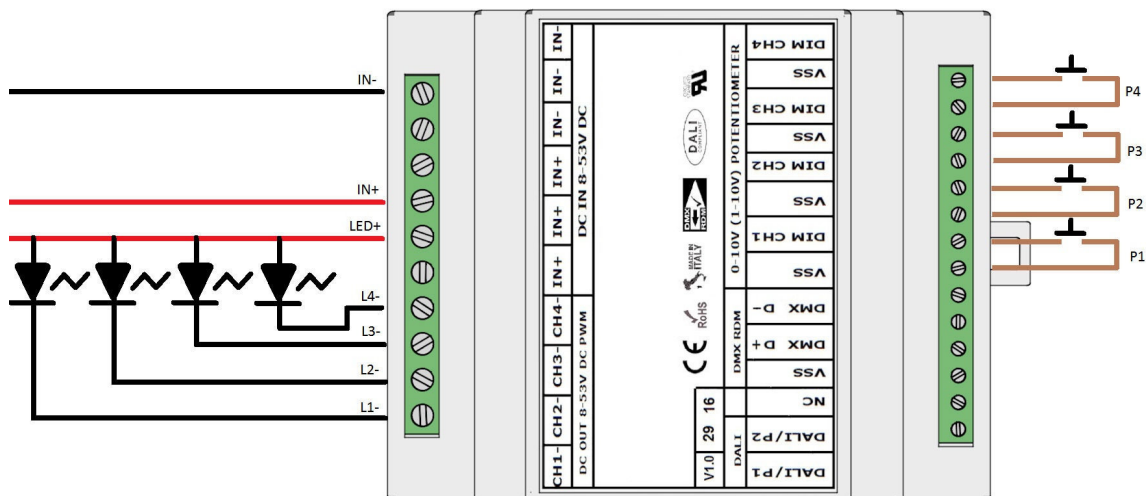 IN-
IN+
LED+
L4-
L3-
L2-
L1-
IN-
IN-
IN-
IN+
IN+
IN+
CH4-
CH3-
CH2-
CH1-
DC IN 8-53V DC
DC OUT 8-53V DC PWM
DALI
MADE IN
ITALY
RoHS
CE
DMX
RDM
V1.0 29 16
0-10V (1-10V) POTENTIOMETER
DMX RDM
DALI
DIM CH4
VSS
DIM CH3
VSS
DIM CH2
VSS
DIM CH1
VSS
DMX D-
DMX D+
VSS
NC
DALI/P2
DALI/P1
P4
P3
P2
P1